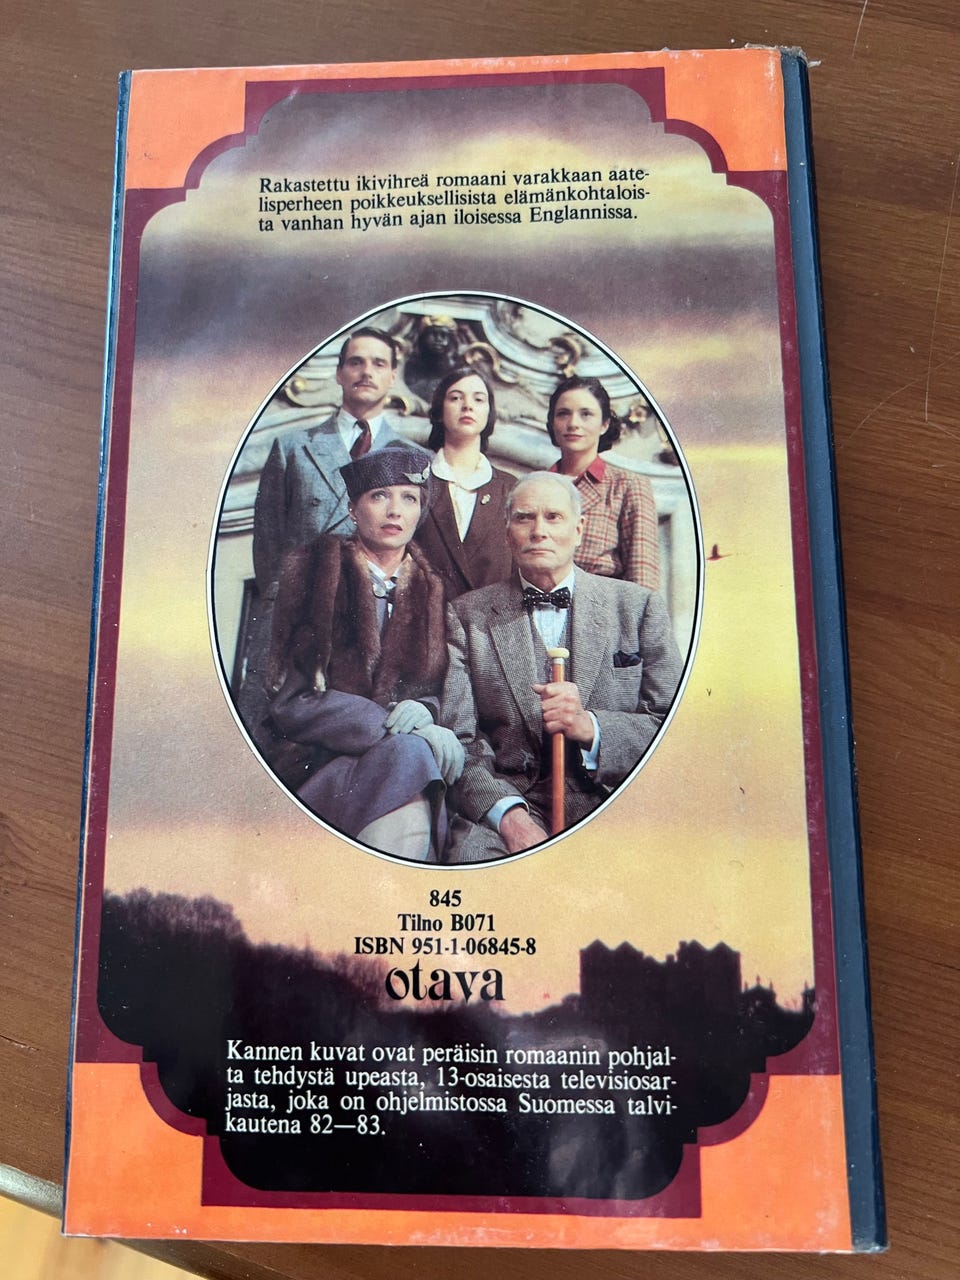 Rakastettu ikivihreä romaani varakkaan aate-
lisperheen poikkeuksellisista elämänkohtalois-
ta vanhan hyvän ajan iloisessa Englannissa.
845
Tilno B071
ISBN 951-1-06845-8
otava
Kannen kuvat ovat peräisin romaanin pohjal-
ta tehdystä upeasta, 13-osaisesta televisiosar-
jasta, joka on ohjelmistossa Suomessa talvi-
kautena 82—83.